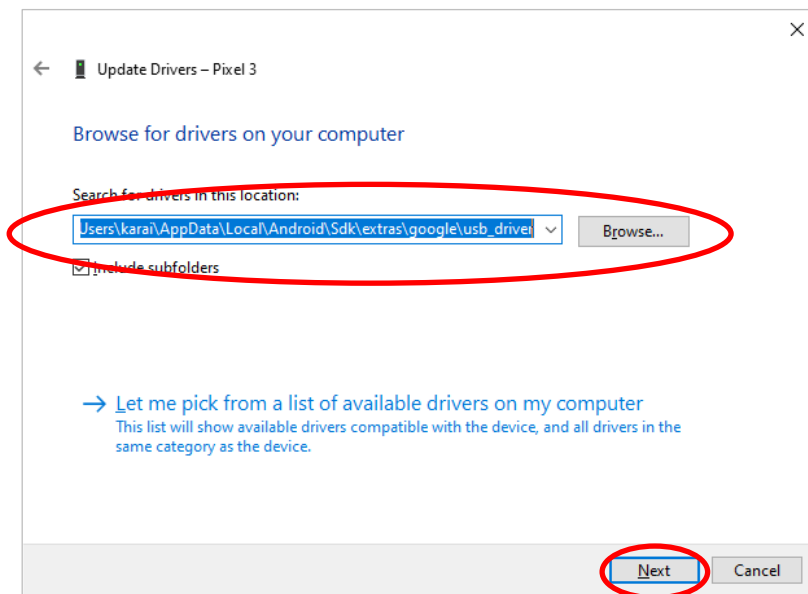 Update Drivers – Pixel 3
Browse for drivers on your computer
Search for drivers in this location:
Users\karai\AppData\Local\Android\Sdk\extras\google\usb_driver
Browse...
Include subfolders
Let me pick from a list of available drivers on my computer
This list will show available drivers compatible with the device, and all drivers in the
same category as the device.
Next
Cancel